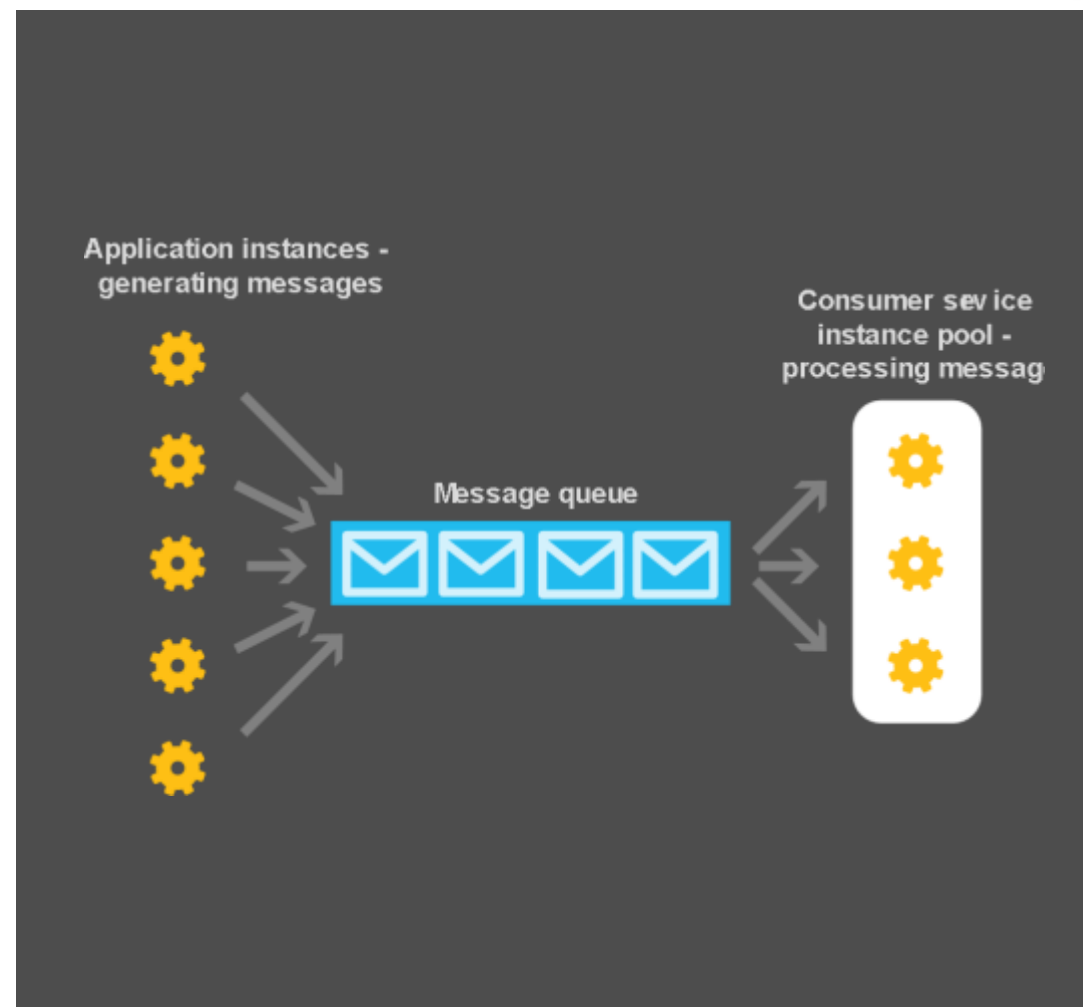 Application instances -
generating messages
Consumer sev ice
instance pool -
processing messag
Message queue